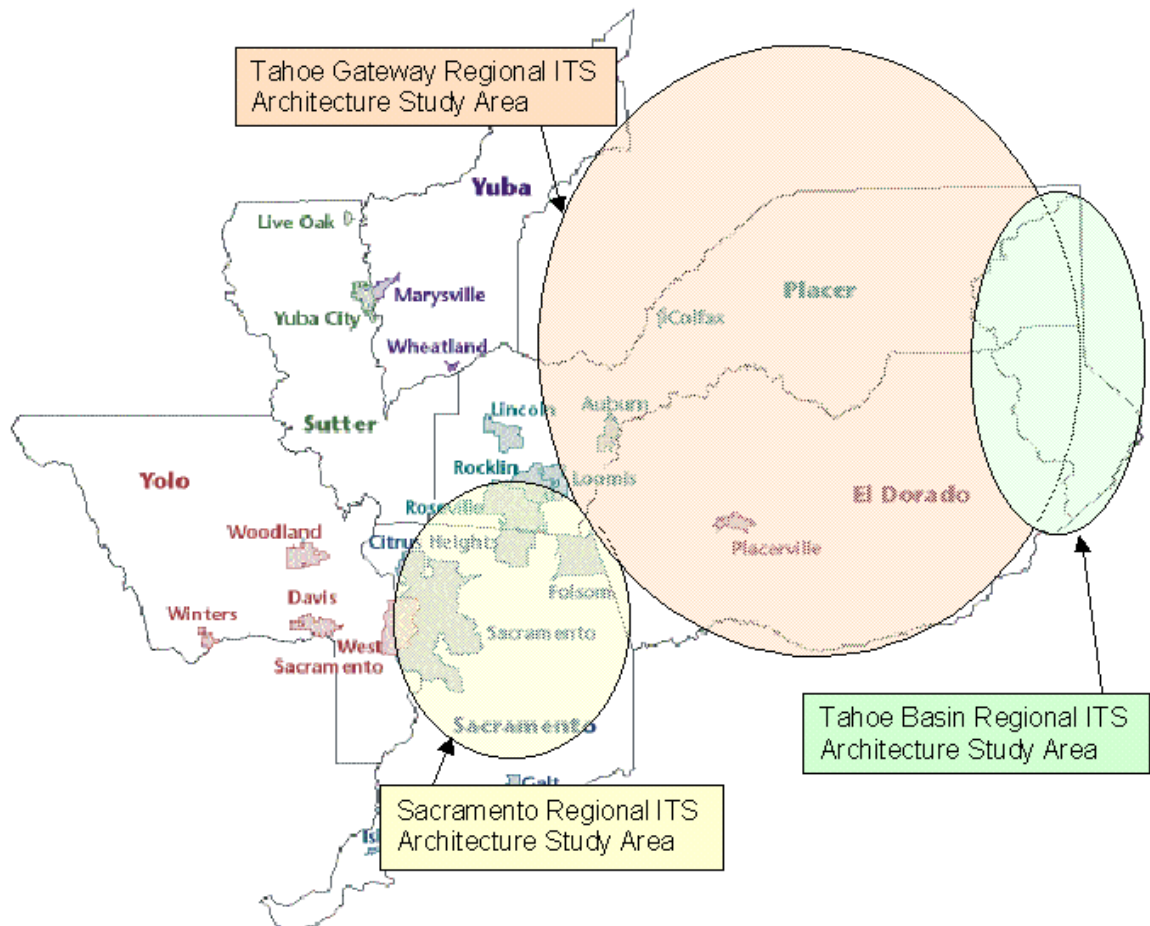 Tahoe Gateway Regional ITS
Architecture Study Area
Yuba
Live Oak
Marysville
Yuba City
Placer
Colfax
Wheatland
Lincoln
Auburn
Sutter
Rocklin
Loomis
Yolo
El Dorado
Roseville
Woodland
Citrus Heights
Placerville
Folsom
Davis
Winters
West
Sacramento
Sacramento
Sacramento
Tahoe Basin Regional ITS
Architecture Study Area
Galt
Sacramento Regional ITS
Architecture Study Area